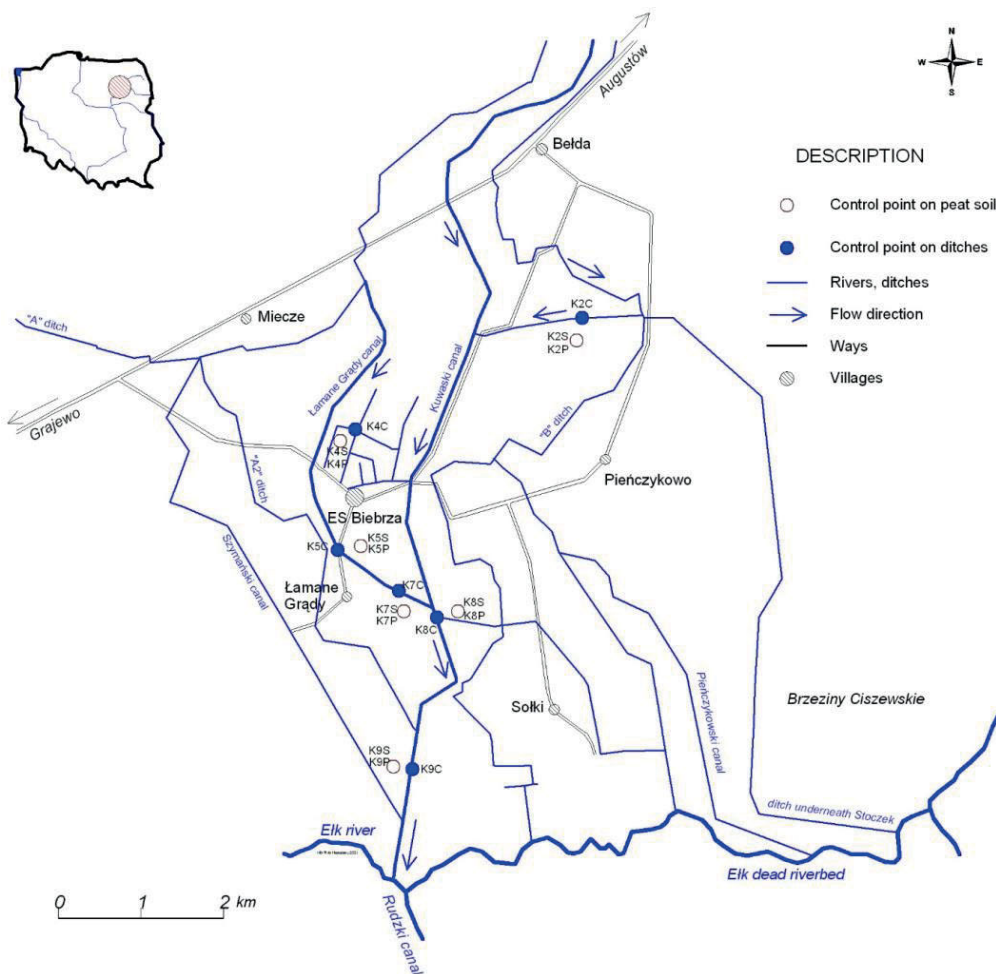 N
W E
S
Augustów
Bełda
DESCRIPTION
Control point on peat soil
Control point on ditches
Rivers, ditches
Flow direction
Ways
Villages
K2C
K2S
K2P
"A" ditch
Miecze
Łamane Grądy canal
Kuwaski canal
Grajewo
K4C
K4S
K4P
"B" ditch
"A2" ditch
Pieńczykowo
ES Biebrza
Szymański canal
K5C
K5S
K5P
Łamane
Grądy
K7C
K7S
K7P
K8S
K8P
K8C
Sołki
Pieńczykowski canal
Brzeziny Ciszewskie
K9S
K9P
K9C
ditch underneath Stoczek
Ełk river
Ełk dead riverbed
Rudzki canal
0 1 2 km